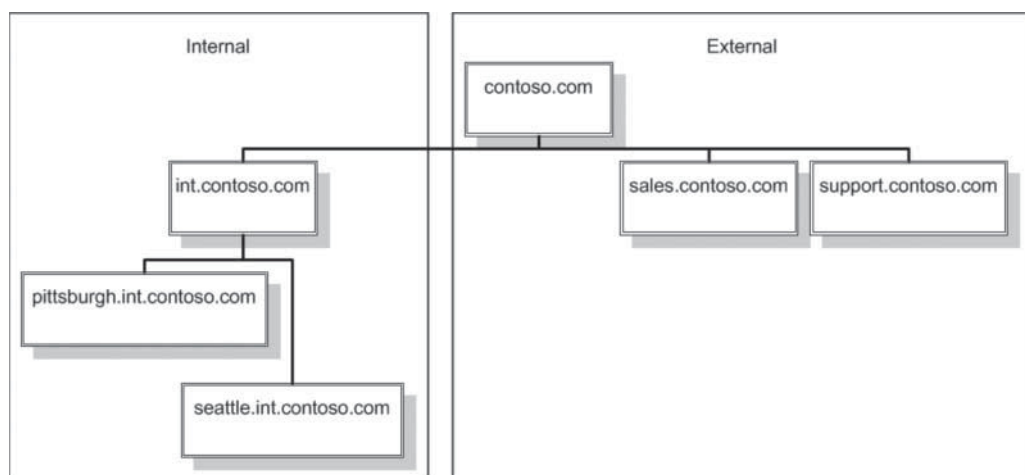 Internal
External
contoso.com
int.contoso.com
sales.contoso.com
support.contoso.com
pittsburgh.int.contoso.com
seattle.int.contoso.com